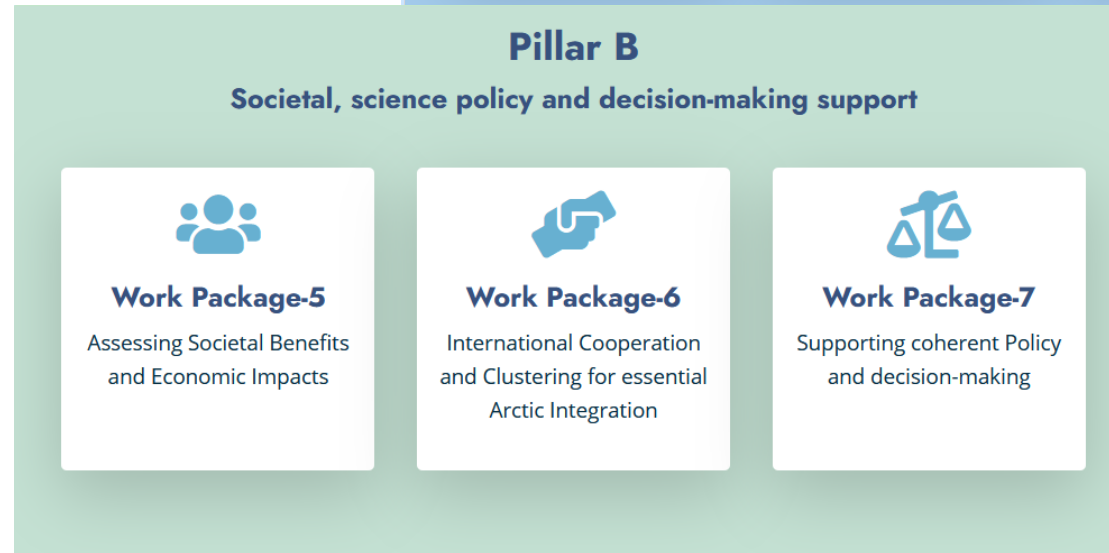 Pillar B
Societal, science policy and decision-making support
Work Package-5
Assessing Societal Benefits
and Economic Impacts
Work Package-6
International Cooperation
and Clustering for essential
Arctic Integration
Work Package-7
Supporting coherent Policy
and decision-making